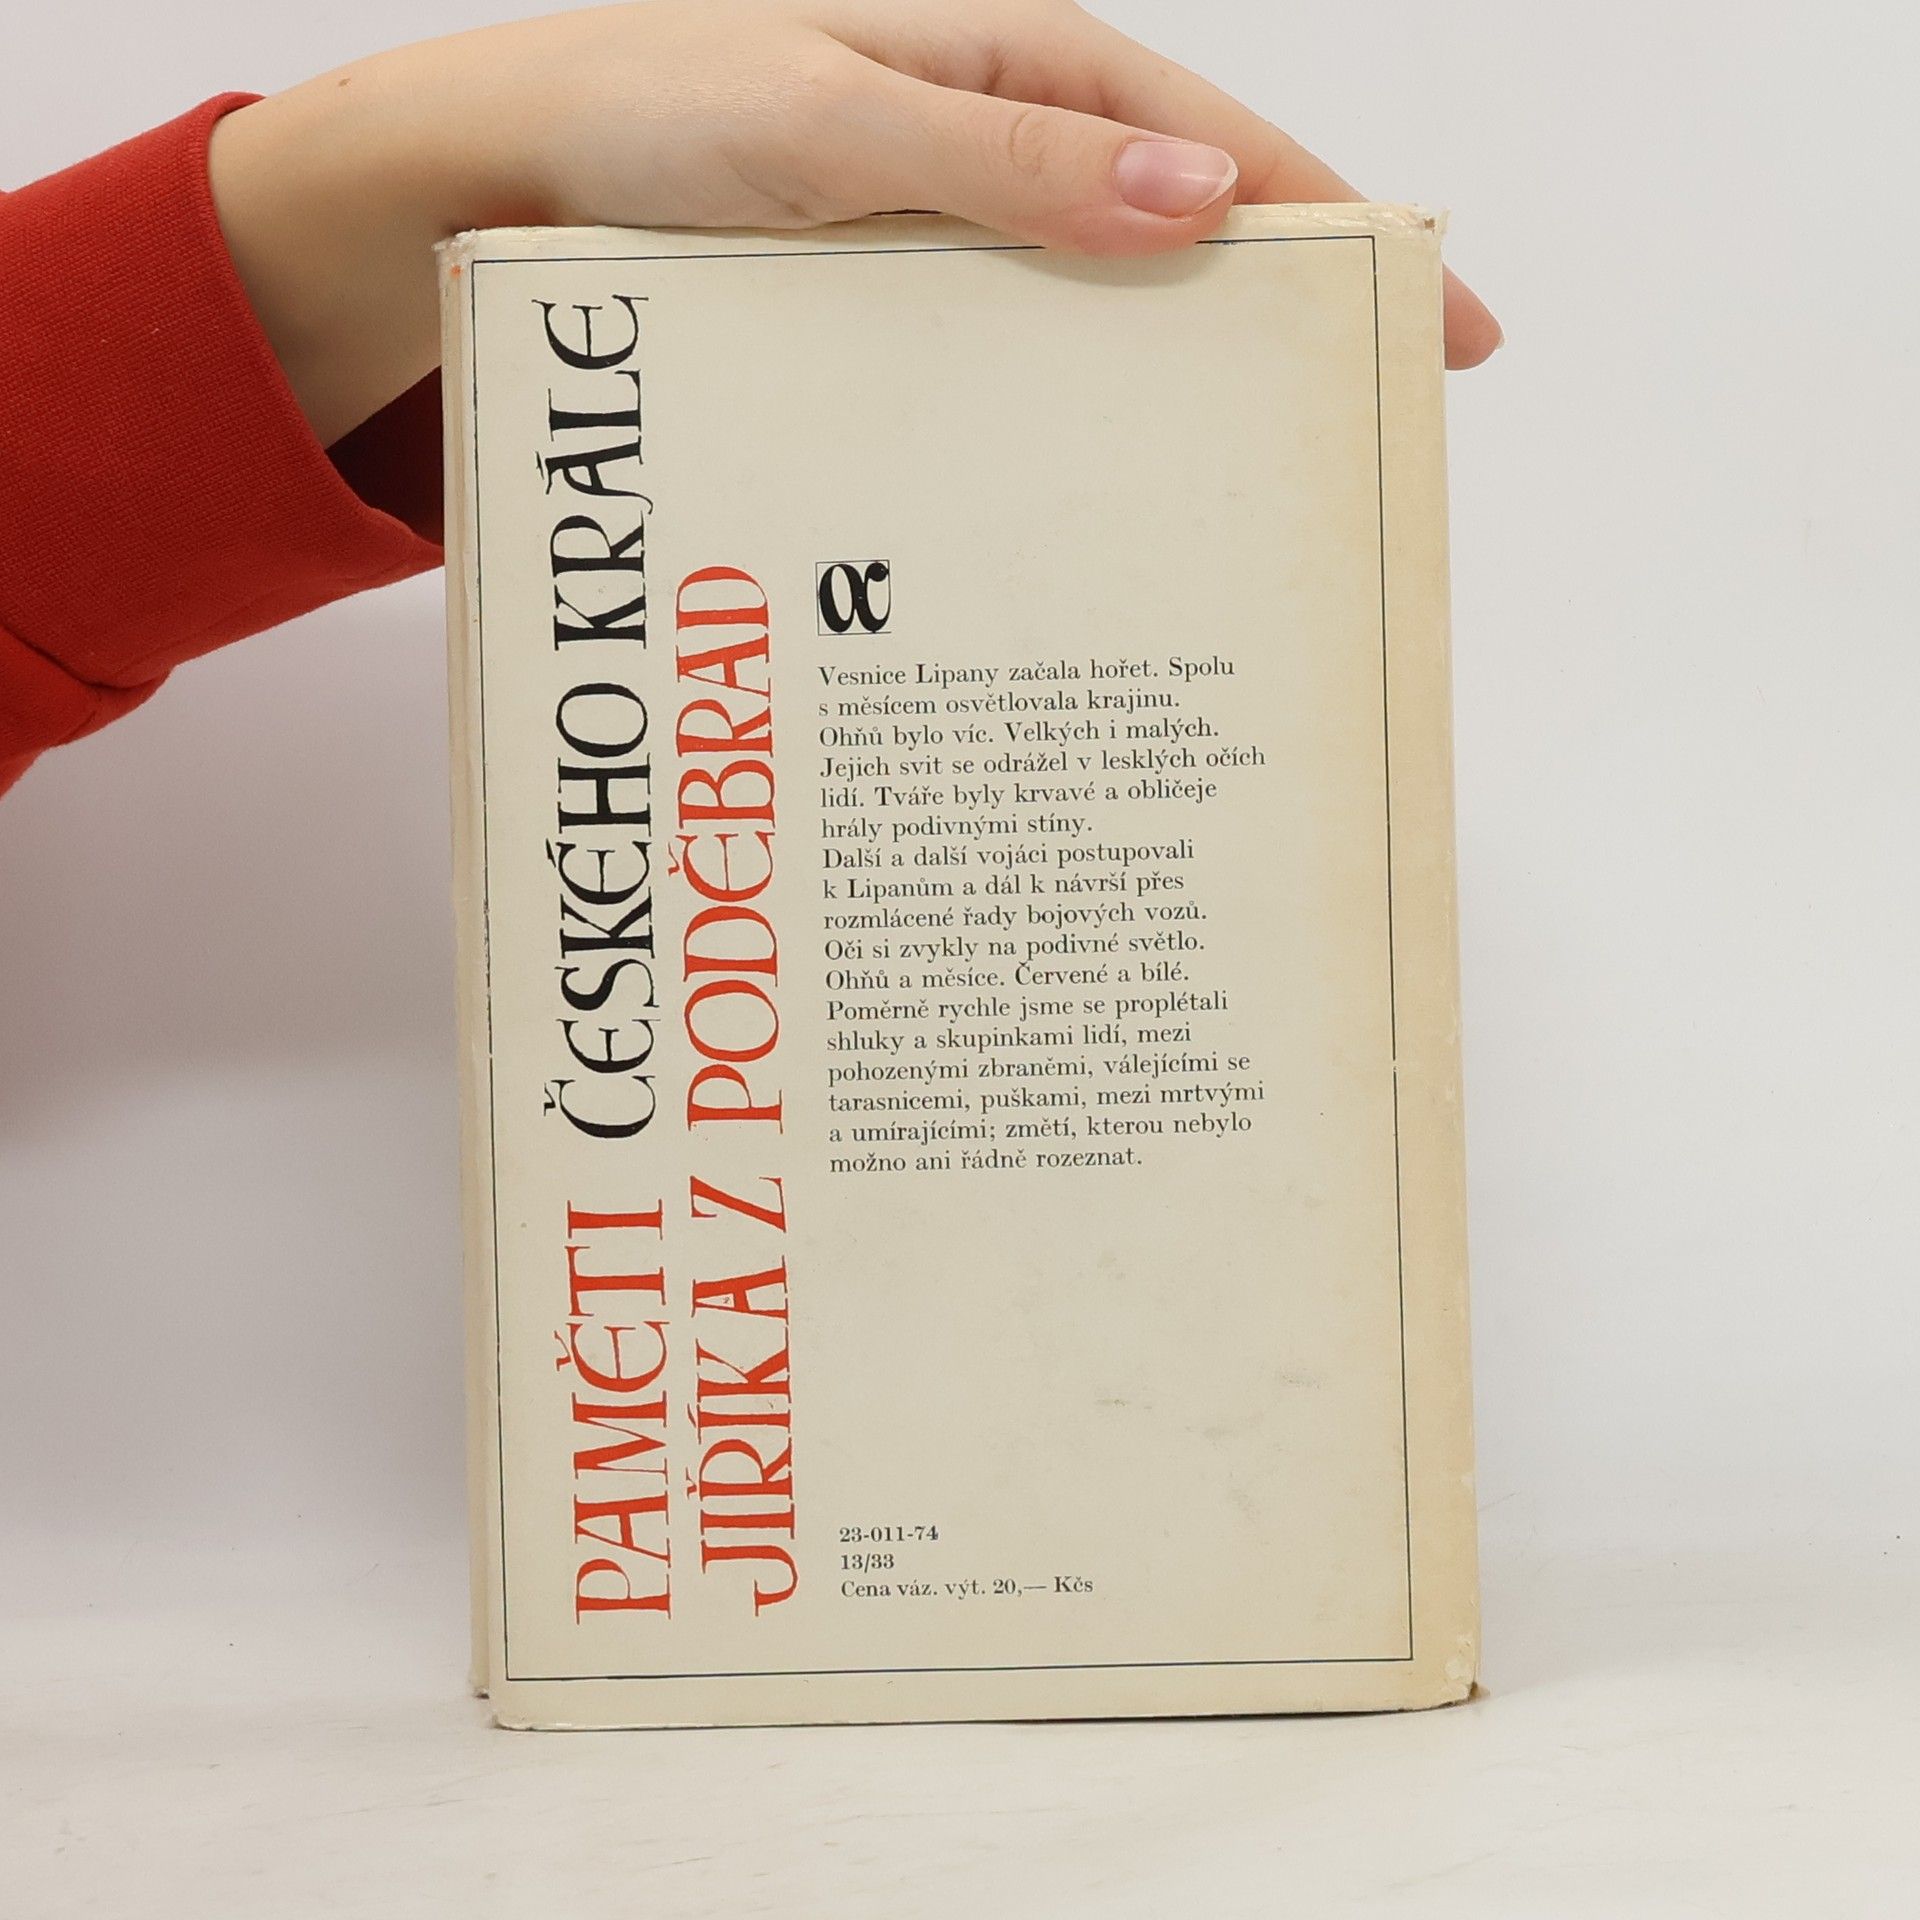 PAMĚTI ČESKÉHO KRÁLE
JIŘÍKA Z PODĚBRAD
α
Vesnice Lipany začala hořet. Spolu
s měsícem osvětlovala krajinu.
Ohňů bylo víc. Velkých i malých.
Jejich svit se odrážel v lesklých očích
lidí. Tváře byly krvavé a obličeje
hrály podivnými stíny.
Další a další vojáci postupovali
k Lipanům a dál k návrší přes
rozmlácené řady bojových vozů.
Oči si zvykly na podivné světlo.
Ohňů a měsíce. Červené a bílé.
Poměrně rychle jsme se proplétali
shluky a skupinkami lidí, mezi
pohozenými zbraněmi, válejícími se
tarasnicemi, puškami, mezi mrtvými
a umírajícími; změtí, kterou nebylo
možno ani řádně rozeznat.
23-011-74
13/33
Cena váz. výt. 20,— Kčs